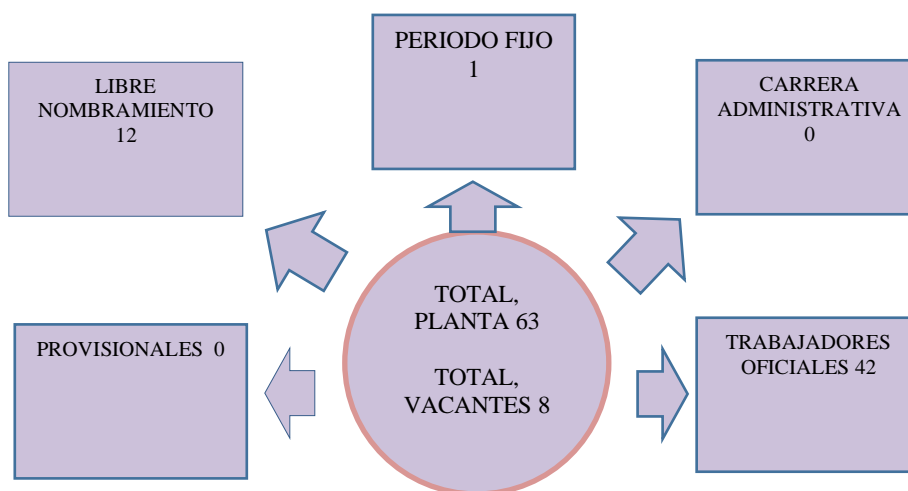 PERIODO FIJO
1
LIBRE
NOMBRAMIENTO
12
CARRERA
ADMINISTRATIVA
0
TOTAL,
PLANTA 63
TOTAL,
VACANTES 8
PROVISIONALES 0
TRABAJADORES
OFICIALES 42